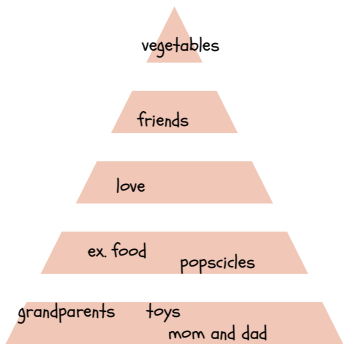 vegetables
friends
love
ex. food
popscicles
grandparents
toys
mom and dad